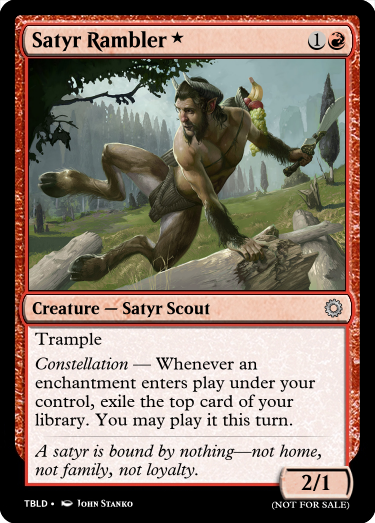 Satyr Rambler ★ 1
Creature — Satyr Scout
Trample
Constellation — Whenever an
enchantment enters play under your
control, exile the top card of your
library. You may play it this turn.
A satyr is bound by nothing—not home,
not family, not loyalty.
2/1
TBLD • John Stanko
(NOT FOR SALE)